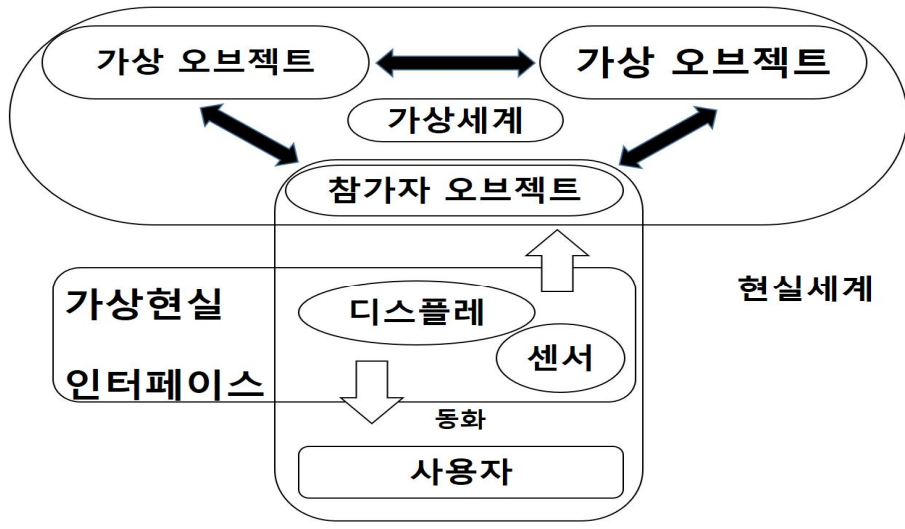 가상 오브젝트
가상 오브젝트
가상세계
참가자 오브젝트
현실세계
가상현실
인터페이스
디스플레
센서
동화
사용자